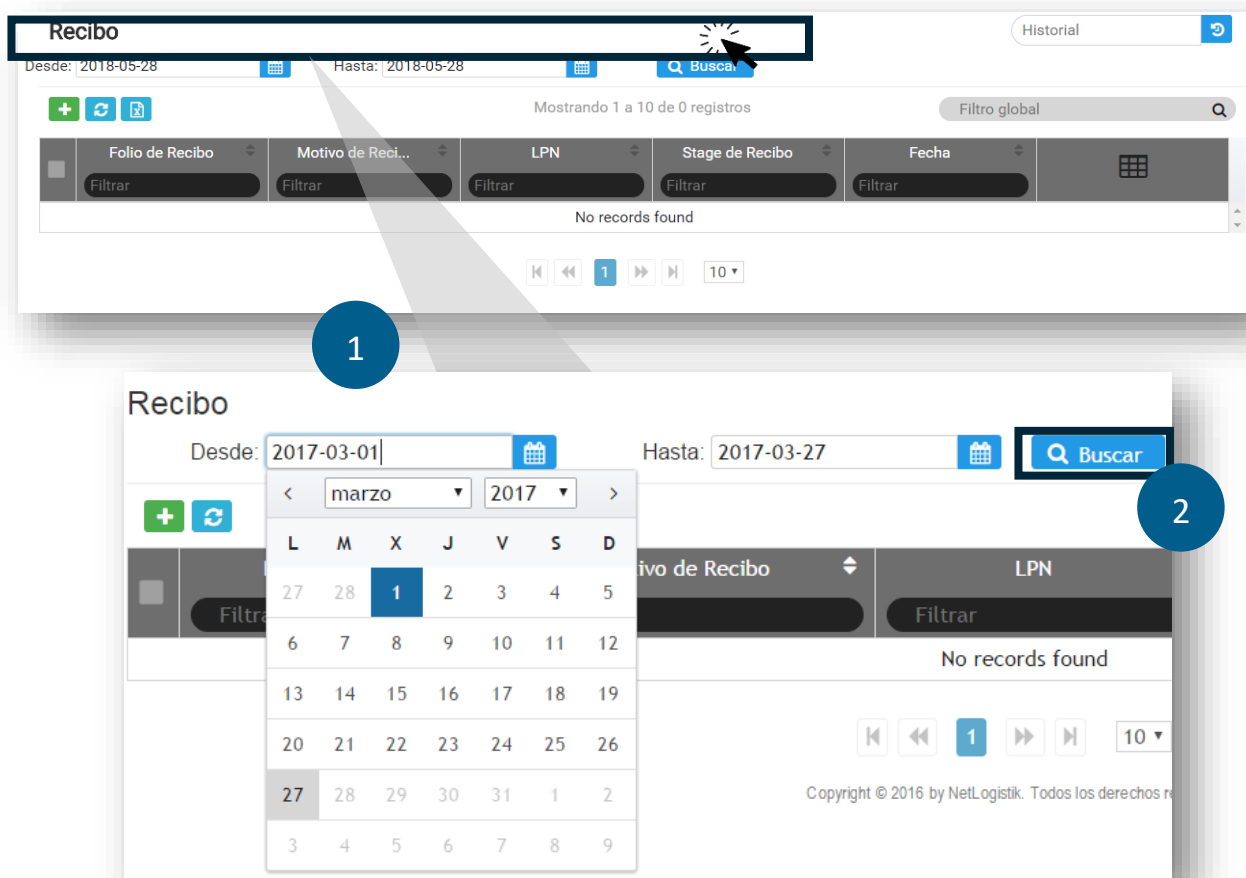 Recibo
Historial
Desde: 2018-05-28 Hasta: 2018-05-28 Buscar
Mostrando 1 a 10 de 0 registros Filtro global
Folio de Recibo Motivo de Reci... LPN Stage de Recibo Fecha
Filtrar Filtrar Filtrar Filtrar Filtrar
No records found
1 10
1
Recibo
Desde: 2017-03-01 Hasta: 2017-03-27 Buscar
2
marzo 2017
L M X J V S D
27 28 1 2 3 4 5
6 7 8 9 10 11 12
13 14 15 16 17 18 19
20 21 22 23 24 25 26
27 28 29 30 31 1 2
3 4 5 6 7 8 9
ivo de Recibo LPN
Filtrar
No records found
1 10
Copyright © 2016 by NetLogistik. Todos los derechos